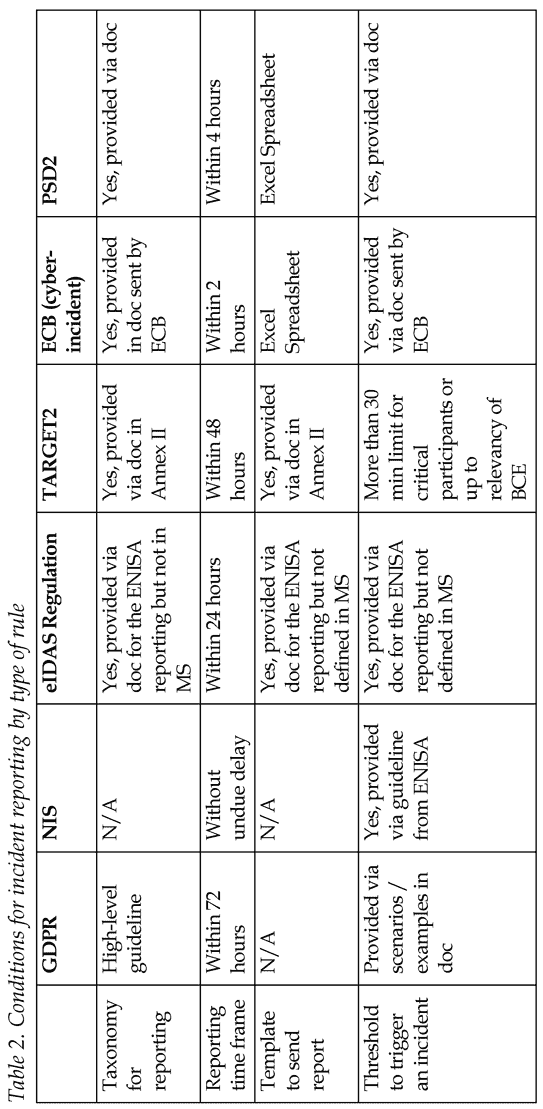 Table 2. Conditions for incident reporting by type of rule
GDPR
NIS
eIDAS Regulation
TARGET2
ECB (cyber-
incident)
PSD2
Taxonomy
for
reporting
High-level
guideline
N/A
Yes, provided via
doc for the ENISA
reporting but not in
MS
Yes, provided
via doc in
Annex II
Yes, provided
in doc sent by
ECB
Yes, provided via doc
Reporting
time frame
Within 72
hours
Without
undue delay
Within 24 hours
Within 48
hours
Within 2
hours
Within 4 hours
Template
to send
report
N/A
N/A
Yes, provided via
doc for the ENISA
reporting but not
defined in MS
Yes, provided
via doc in
Annex II
Excel
Spreadsheet
Excel Spreadsheet
Threshold
to trigger
an incident
Provided via
scenarios /
examples in
doc
Yes, provided
via guideline
from ENISA
Yes, provided via
doc for the ENISA
reporting but not
defined in MS
More than 30
min limit for
critical
participants or
up to
relevancy of
BCE
Yes, provided
via doc sent by
ECB
Yes, provided via doc